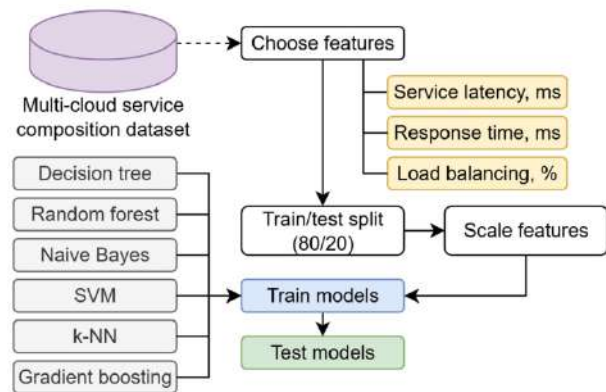 Choose features
Multi-cloud service
composition dataset
Service latency, ms
Response time, ms
Load balancing, %
Decision tree
Random forest
Naive Bayes
SVM
k-NN
Gradient boosting
Train/test split
(80/20)
Scale features
Train models
Test models